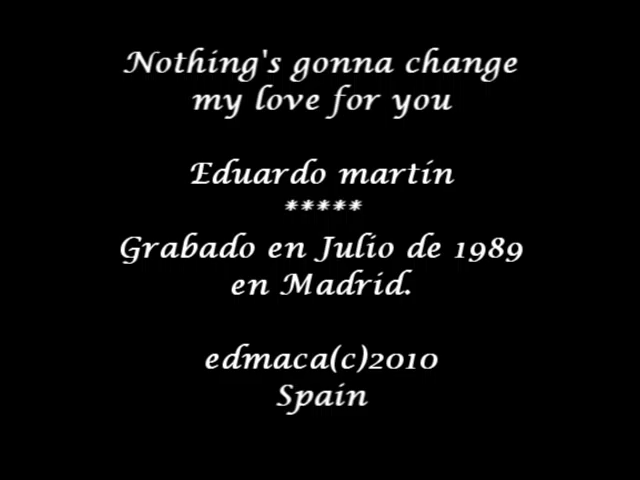 Nothing's gonna change
my love for you
Eduardo martín
*****
Grabado en Julio de 1989
en Madrid.
edmaca(c)2010
Spain